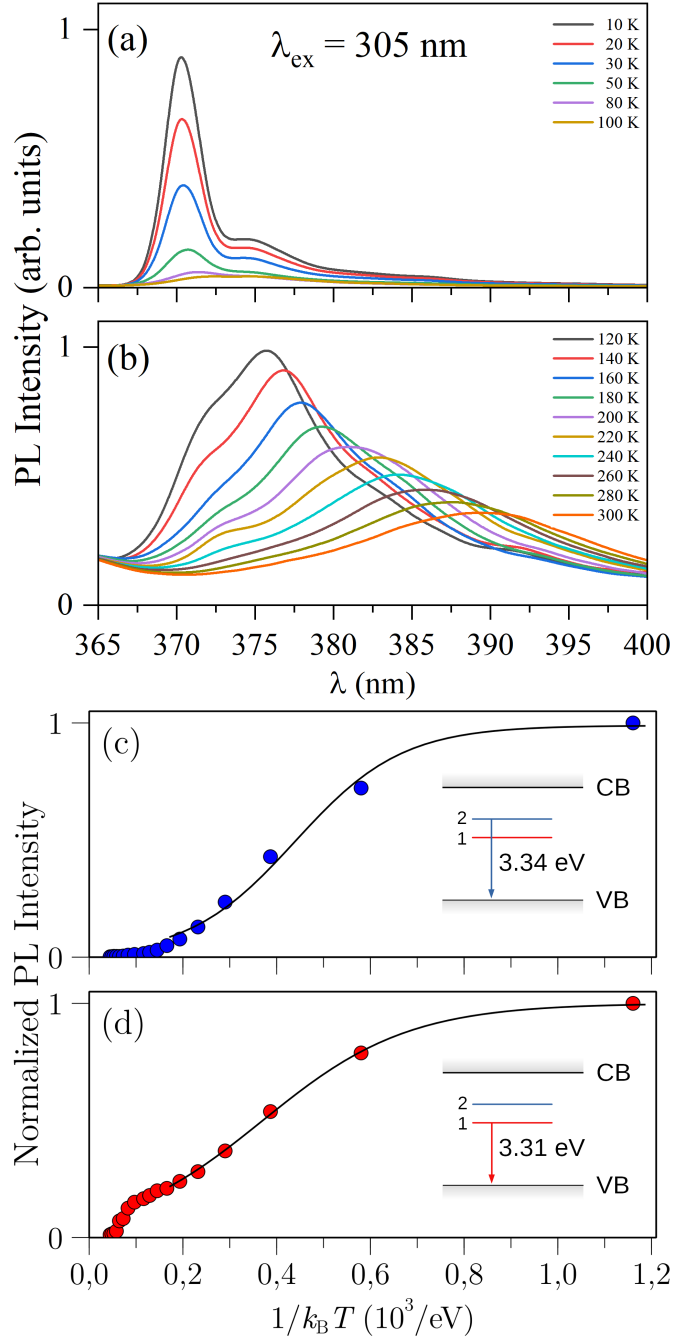 PL Intensity (arb. units)
1
(a)
λex = 305 nm
10 K
20 K
30 K
50 K
80 K
100 K
0
1
(b)
120 K
140 K
160 K
180 K
200 K
220 K
240 K
260 K
280 K
300 K
0
365 370 375 380 385 390 395 400
λ (nm)
Normalized PL Intensity
1
(c)
CB
2
1
3.34 eV
VB
0
1
(d)
CB
2
1
3.31 eV
VB
0
0,0 0,2 0,4 0,6 0,8 1,0 1,2
1/kBT (10³/eV)